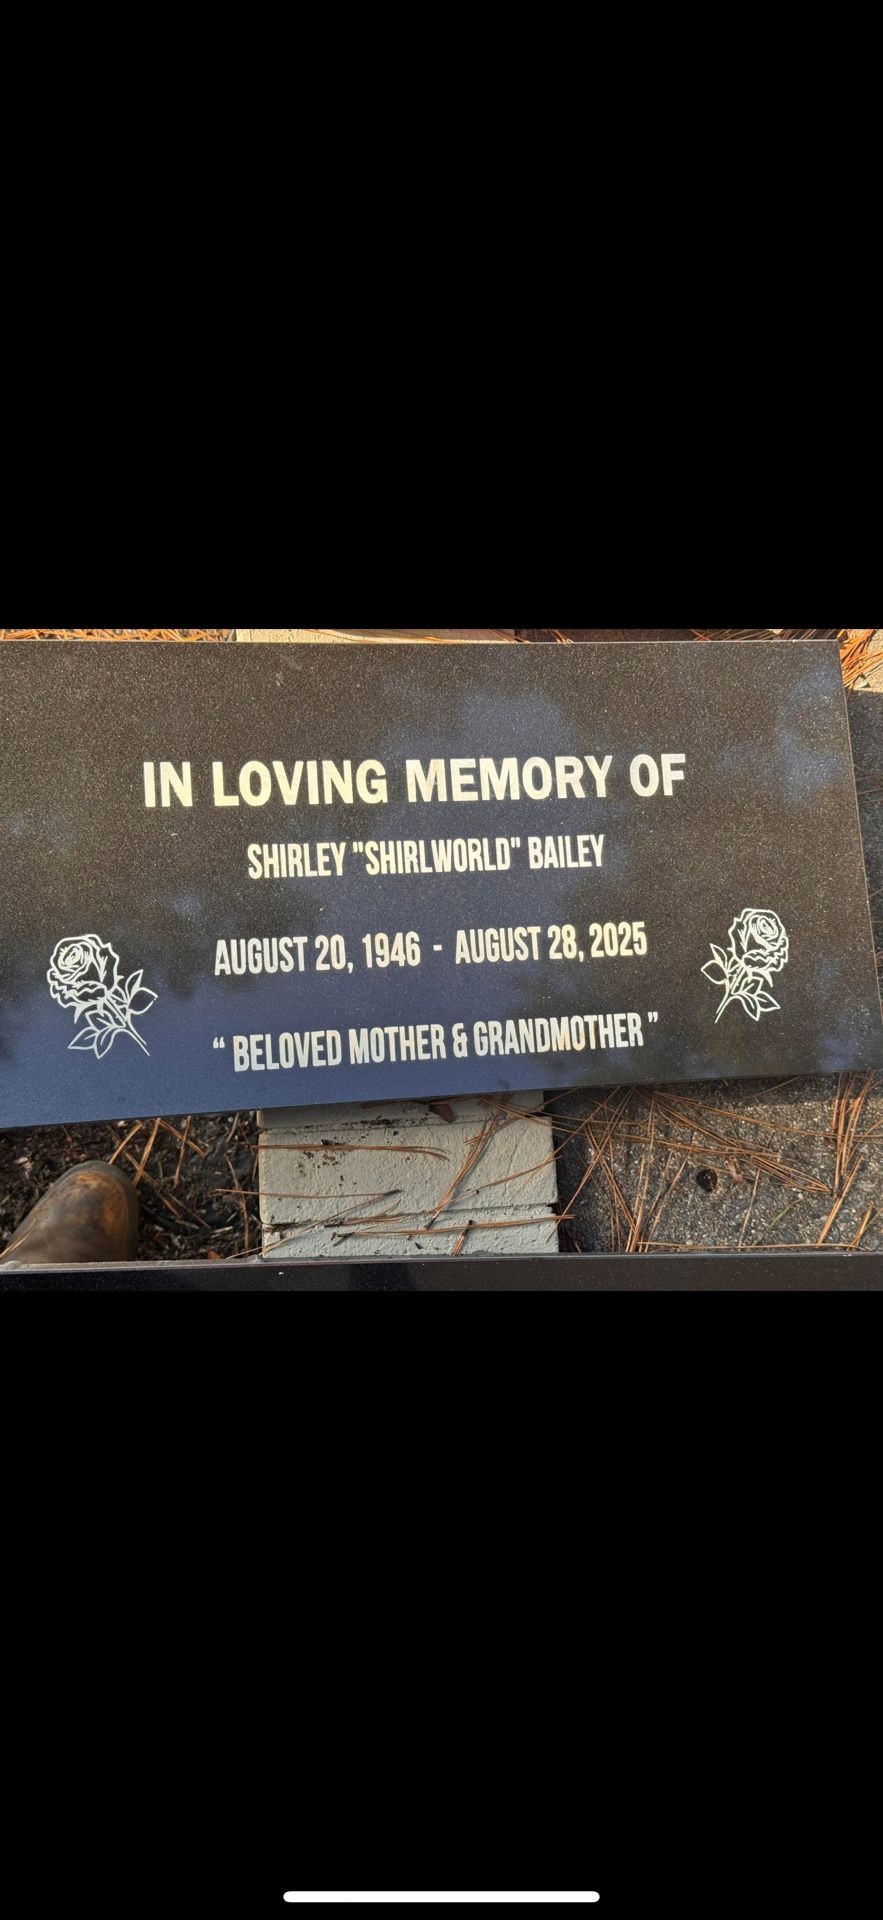 IN LOVING MEMORY OF
SHIRLEY "SHIRLWORLD" BAILEY
AUGUST 20, 1946 - AUGUST 28, 2025
“ BELOVED MOTHER & GRANDMOTHER ”